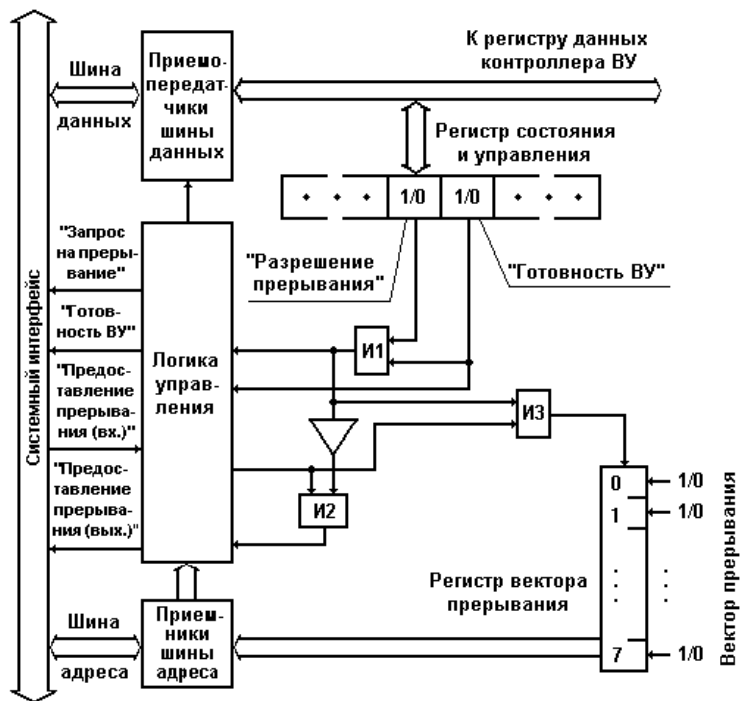 Системный интерфейс
Шина
данных
Приемо-
передат-
чики
шины
данных
К регистру данных
контроллера ВУ
Регистр состояния
и управления
1/0
1/0
"Разрешение
прерывания"
"Готовность ВУ"
"Запрос
на преры-
вание"
"Готов-
ность ВУ"
"Предос-
тавление
прерыва-
ния (вх.)"
"Предос-
тавление
прерыва-
ния (вых.)"
Логика
управ-
ления
И1
И2
И3
0
1
7
1/0
1/0
1/0
Вектор прерывания
Регистр вектора
прерывания
Шина
адреса
Прием-
ники
шины
адреса